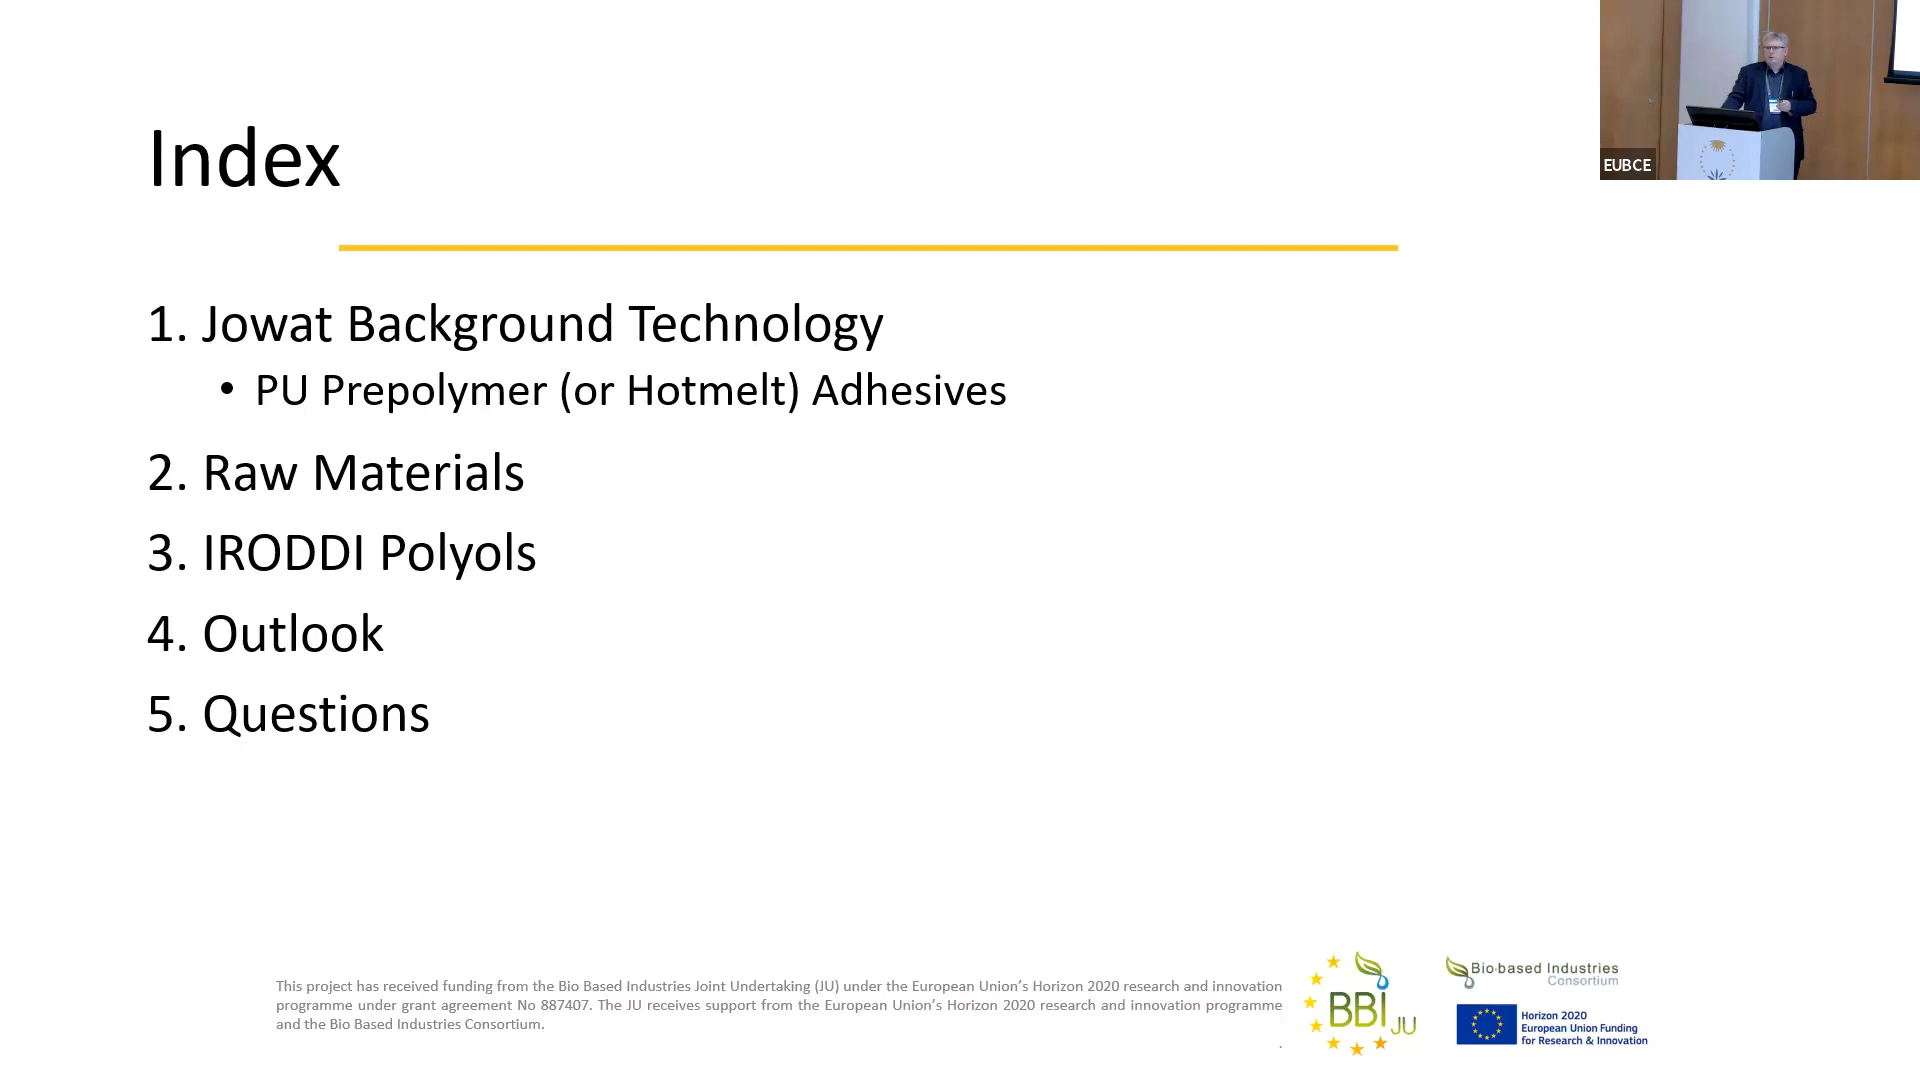 Index
1. Jowat Background Technology
• PU Prepolymer (or Hotmelt) Adhesives
2. Raw Materials
3. IRODDI Polyols
4. Outlook
5. Questions
EUBCE
This project has received funding from the Bio Based Industries Joint Undertaking (JU) under the European Union's Horizon 2020 research and innovation
programme under grant agreement No 887407. The JU receives support from the European Union's Horizon 2020 research and innovation programme
and the Bio Based Industries Consortium.
.
BBI JU
Bio-based Industries
Consortium
Horizon 2020
European Union Funding
for Research & Innovation